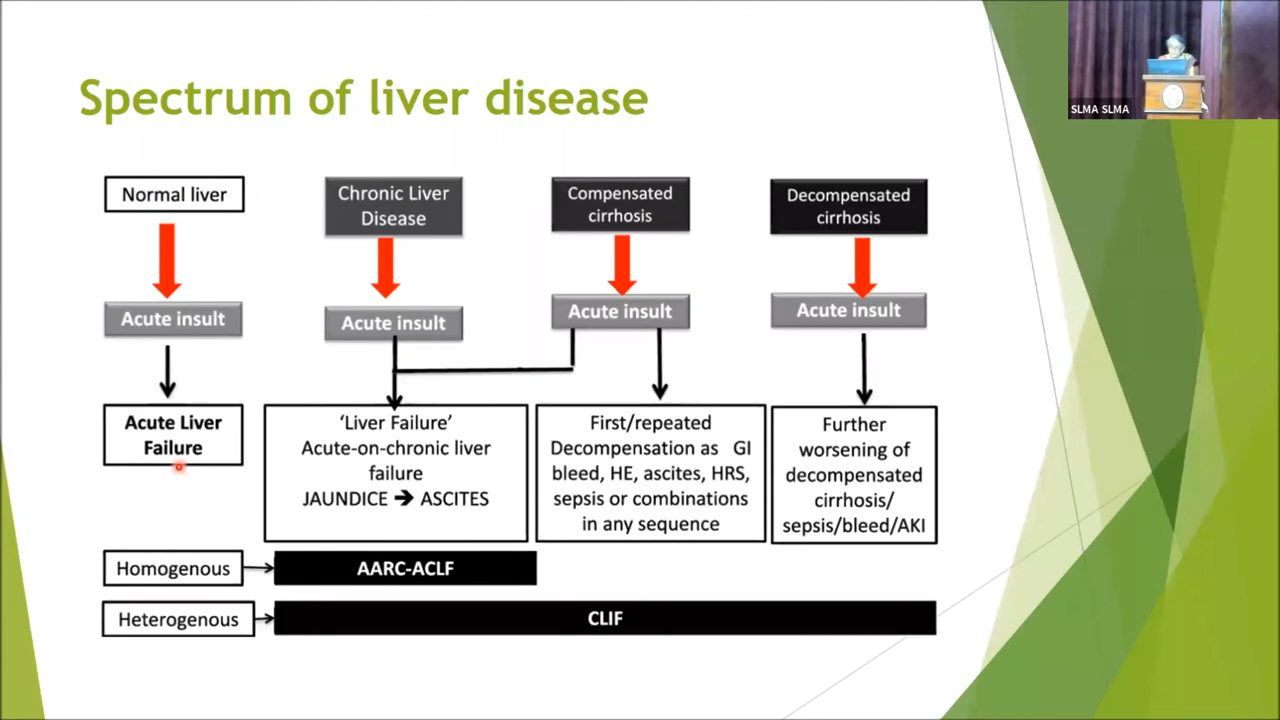 Spectrum of liver disease
SLMA SLMA
Normal liver
Chronic Liver
Disease
Compensated
cirrhosis
Decompensated
cirrhosis
Acute insult
Acute insult
Acute insult
Acute insult
Acute Liver
Failure
‘Liver Failure’
Acute-on-chronic liver
failure
JAUNDICE ➔ ASCITES
First/repeated
Decompensation as GI
bleed, HE, ascites, HRS,
sepsis or combinations
in any sequence
Further
worsening of
decompensated
cirrhosis/
sepsis/bleed/AKI
Homogenous
AARC-ACLF
Heterogenous
CLIF